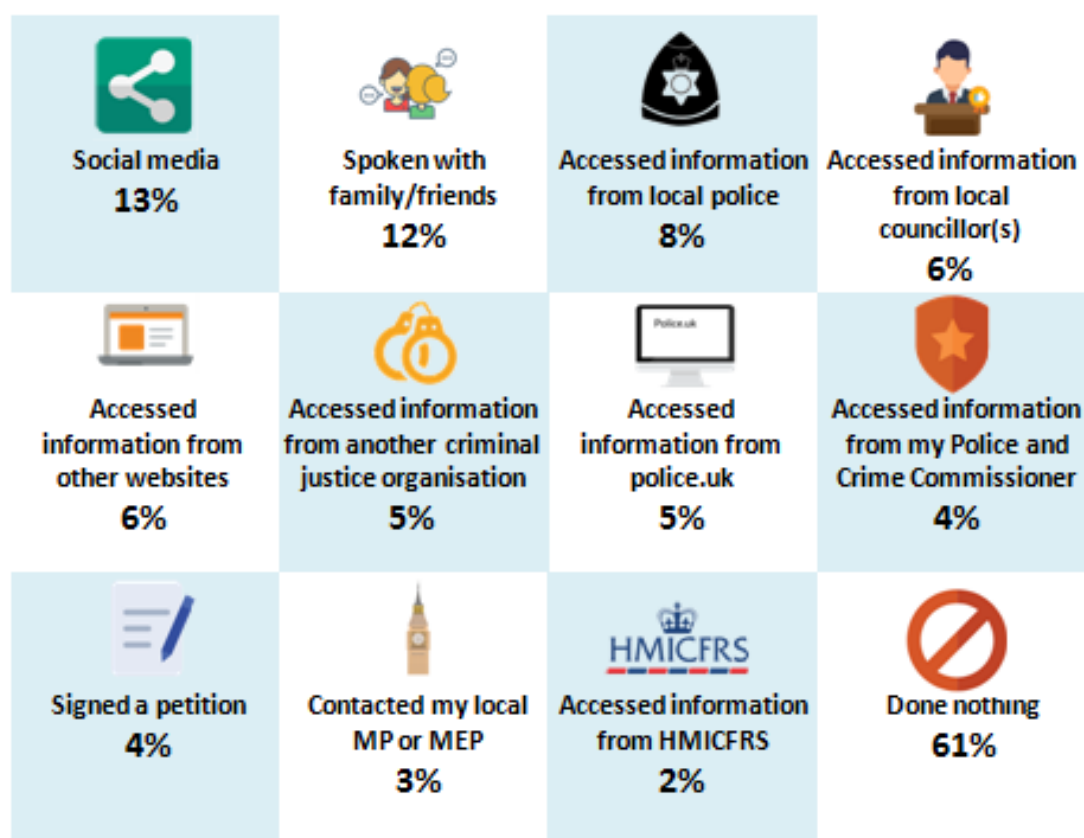 Social media
13%
Spoken with
family/friends
12%
Accessed information
from local police
8%
Accessed information
from local
councillor(s)
6%
Accessed
information from
other websites
6%
Accessed information
from another criminal
justice organisation
5%
Police.uk
Accessed
information from
police.uk
5%
Accessed information
from my Police and
Crime Commissioner
4%
Signed a petition
4%
Contacted my local
MP or MEP
3%
HMICFRS
Accessed information
from HMICFRS
2%
Done nothing
61%